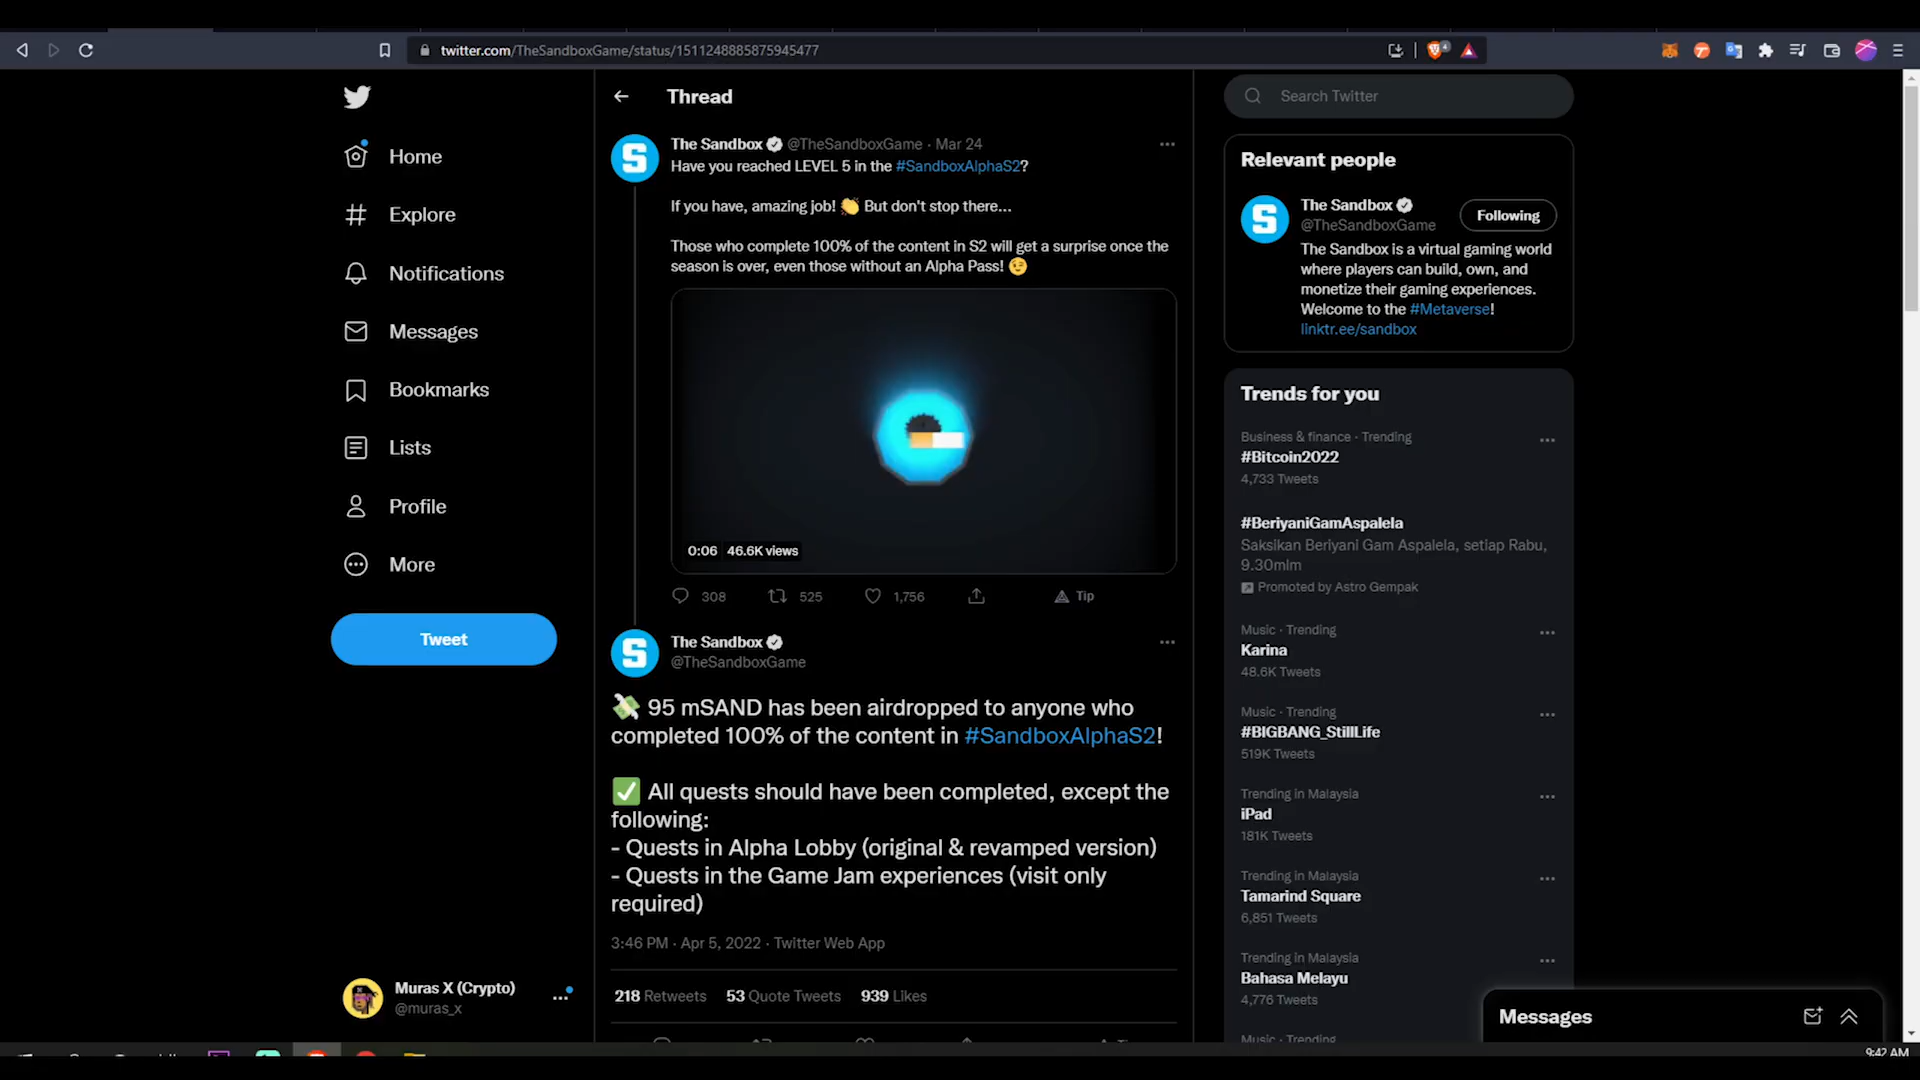 twitter.com/TheSandboxGame/status/1511248885875945477
Home
Explore
Notifications
Messages
Bookmarks
Lists
Profile
More
Tweet
Muras X (Crypto)
@muras_x
Thread
The Sandbox @TheSandboxGame · Mar 24
Have you reached LEVEL 5 in the #SandboxAlphaS2?
If you have, amazing job! 👏 But don't stop there...
Those who complete 100% of the content in S2 will get a surprise once the
season is over, even those without an Alpha Pass! 😉
0:06 46.6K views
308 525 1,756 Tip
The Sandbox
@TheSandboxGame
💸 95 mSAND has been airdropped to anyone who
completed 100% of the content in #SandboxAlphaS2!
✅ All quests should have been completed, except the
following:
- Quests in Alpha Lobby (original & revamped version)
- Quests in the Game Jam experiences (visit only
required)
3:46 PM · Apr 5, 2022 · Twitter Web App
218 Retweets 53 Quote Tweets 939 Likes
Search Twitter
Relevant people
The Sandbox
@TheSandboxGame
Following
The Sandbox is a virtual gaming world
where players can build, own, and
monetize their gaming experiences.
Welcome to the #Metaverse!
linktr.ee/sandbox
Trends for you
Business & finance · Trending
#Bitcoin2022
4,733 Tweets
#BeriyaniGamAspalela
Saksikan Beriyani Gam Aspalela, setiap Rabu,
9.30mlm
Promoted by Astro Gempak
Music · Trending
Karina
48.6K Tweets
Music · Trending
#BIGBANG_StillLife
519K Tweets
Trending in Malaysia
iPad
181K Tweets
Trending in Malaysia
Tamarind Square
6,851 Tweets
Trending in Malaysia
Bahasa Melayu
4,776 Tweets
Music · Trending
Messages
9:42 AM